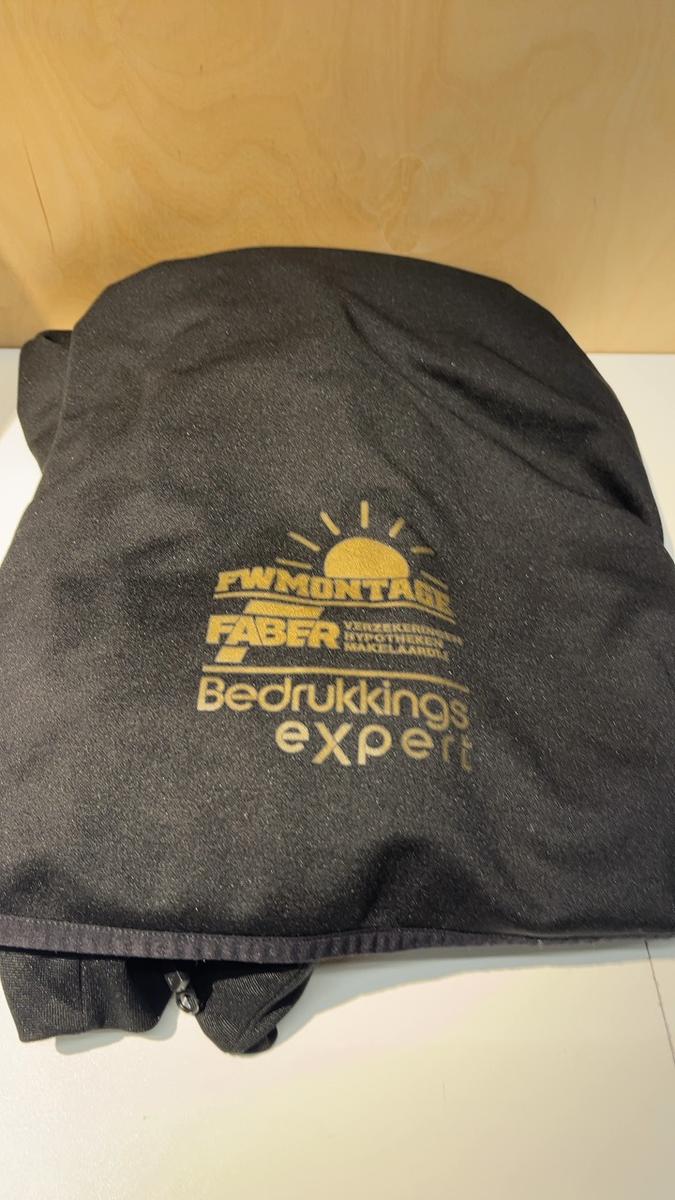 FWMONTAGE
FABER
VERZEKERINGEN
HYPOTHEKEN
MAKELAARDIJ
Bedrukkings
expert